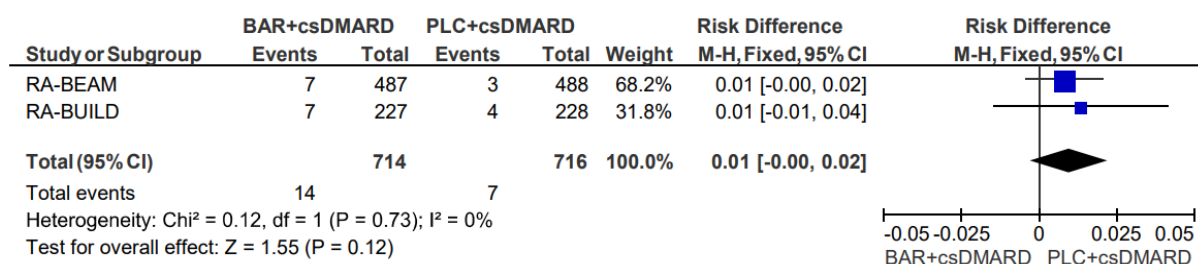 BAR+csDMARD PLC+csDMARD Risk Difference Risk Difference
Study or Subgroup Events Total Events Total Weight M-H, Fixed, 95% CI M-H, Fixed, 95% CI
RA-BEAM 7 487 3 488 68.2% 0.01 [-0.00, 0.02]
RA-BUILD 7 227 4 228 31.8% 0.01 [-0.01, 0.04]
Total (95% CI) 714 716 100.0% 0.01 [-0.00, 0.02]
Total events 14 7
Heterogeneity: Chi² = 0.12, df = 1 (P = 0.73); I² = 0%
Test for overall effect: Z = 1.55 (P = 0.12)
-0.05 -0.025 0 0.025 0.05
BAR+csDMARD PLC+csDMARD